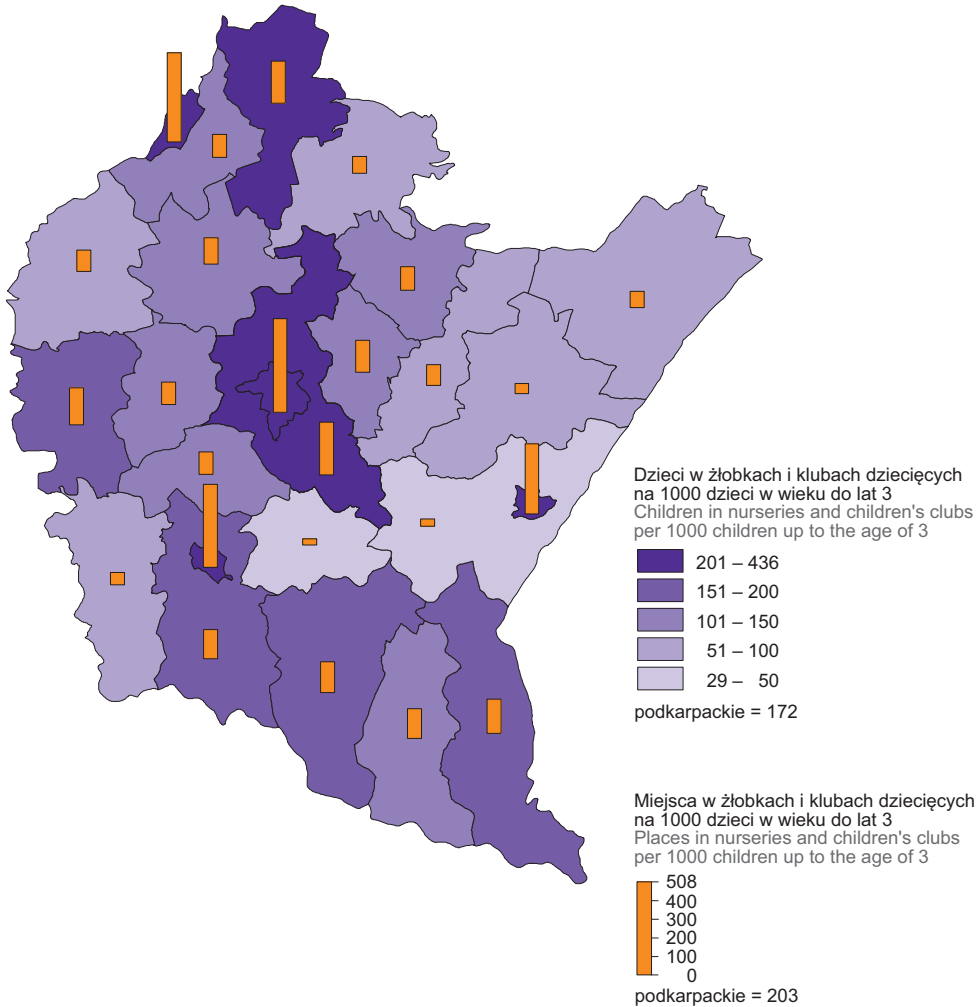 Dzieci w żłobkach i klubach dziecięcych
na 1000 dzieci w wieku do lat 3
Children in nurseries and children's clubs
per 1000 children up to the age of 3
201 – 436
151 – 200
101 – 150
51 – 100
29 – 50
podkarpackie = 172
Miejsca w żłobkach i klubach dziecięcych
na 1000 dzieci w wieku do lat 3
Places in nurseries and children's clubs
per 1000 children up to the age of 3
508
400
300
200
100
0
podkarpackie = 203